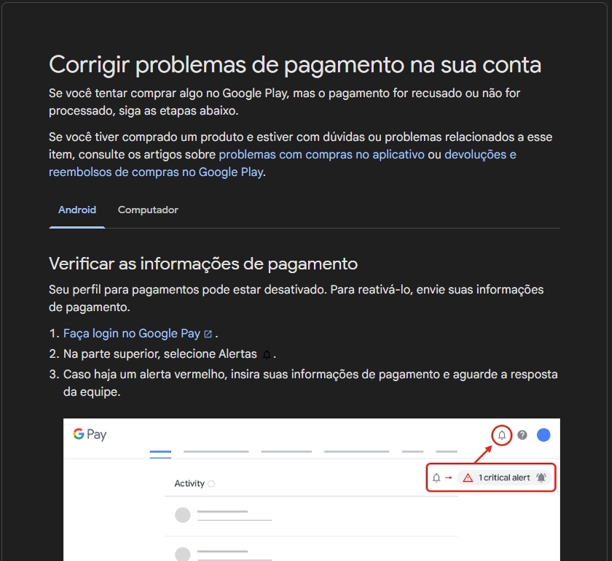 Corrigir problemas de pagamento na sua conta
Se você tentar comprar algo no Google Play, mas o pagamento for recusado ou não for
processado, siga as etapas abaixo.
Se você tiver comprado um produto e estiver com dúvidas ou problemas relacionados a esse
item, consulte os artigos sobre problemas com compras no aplicativo ou devoluções e
reembolsos de compras no Google Play.
Android Computador
Verificar as informações de pagamento
Seu perfil para pagamentos pode estar desativado. Para reativá-lo, envie suas informações
de pagamento.
1. Faça login no Google Pay .
2. Na parte superior, selecione Alertas .
3. Caso haja um alerta vermelho, insira suas informações de pagamento e aguarde a resposta
da equipe.
G Pay
1 critical alert
Activity